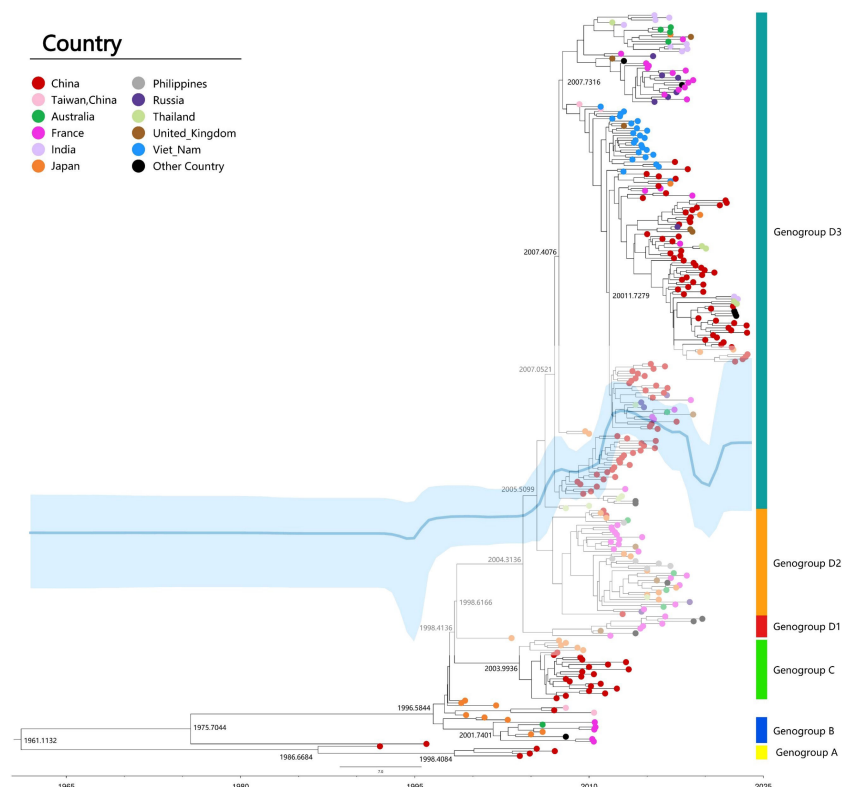 Country
China
Taiwan,China
Australia
France
India
Japan
Philippines
Russia
Thailand
United_Kingdom
Viet_Nam
Other Country
2007.7316
2007.4076
20011.7279
2007.0521
2005.5099
2004.3136
1998.6166
1998.4136
2003.9936
1996.5844
1975.7044
2001.7401
1961.1132
1986.6684
1998.4084
Genogroup D3
Genogroup D2
Genogroup D1
Genogroup C
Genogroup B
Genogroup A
7.0
1965
1980
1995
2010
2025